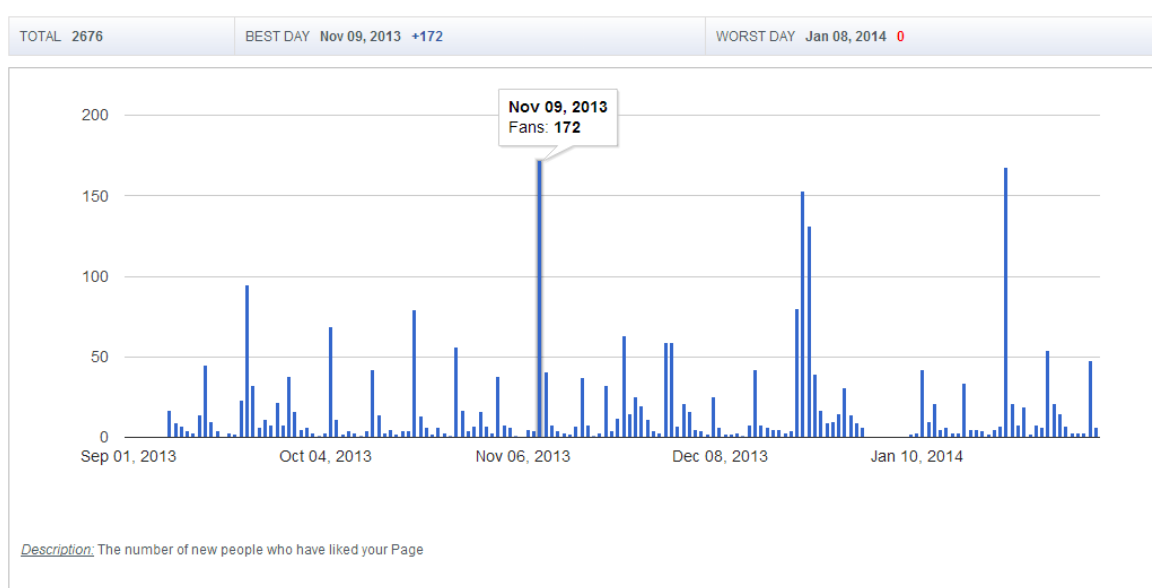 TOTAL 2676 BEST DAY Nov 09, 2013 +172 WORST DAY Jan 08, 2014 0
Nov 09, 2013
Fans: 172
200
150
100
50
0
Sep 01, 2013 Oct 04, 2013 Nov 06, 2013 Dec 08, 2013 Jan 10, 2014
Description: The number of new people who have liked your Page